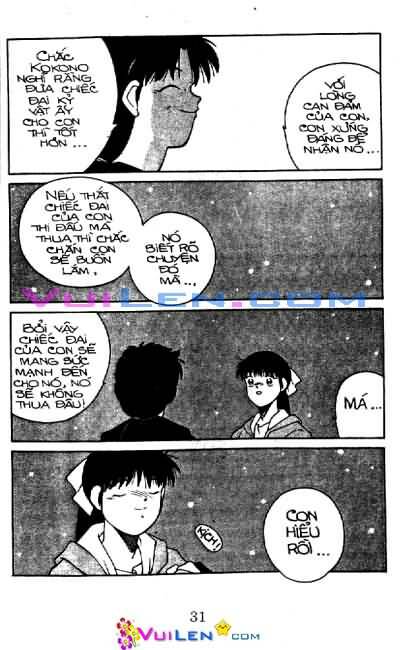 CHẮC
KOKONO
NGHĨ RẰNG
ĐƯA CHIẾC
ĐAI KỶ
VẬT ẤY
CHO CON
THÌ TỐT
HƠN ...
VỚI
LÒNG
CAN ĐẢM
CỦA CON,
CON XỨNG
ĐÁNG ĐỂ
NHẬN NÓ...
NẾU THẮT
CHIẾC ĐAI
CỦA CON
THI ĐẤU MÀ
THUA, THÌ CHẮC
CHẮN CON
SẼ BUỒN
LẮM.
NÓ
BIẾT RÕ
CHUYỆN
ĐÓ
MÀ...
VUILEN.COM
BỞI VẬY
CHIẾC ĐAI
CỦA CON SẼ
MANG SỨC
MẠNH ĐẾN
CHO NÓ, NÓ
SẼ KHÔNG
THUA ĐÂU!
MÁ...
CON
HIỂU
RỒI ...
KỊCH!
31
VUILEN.COM